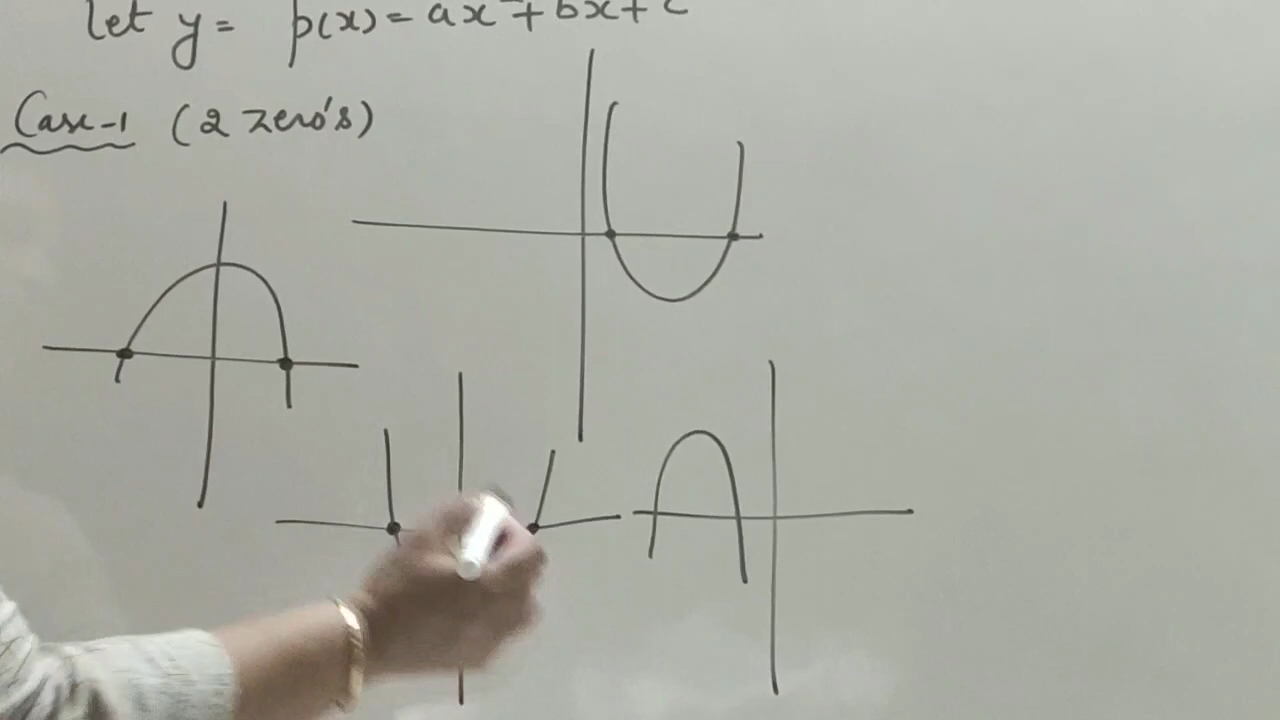 let y = p(x) = ax²+bx+c
Case-1 (2 zero's)